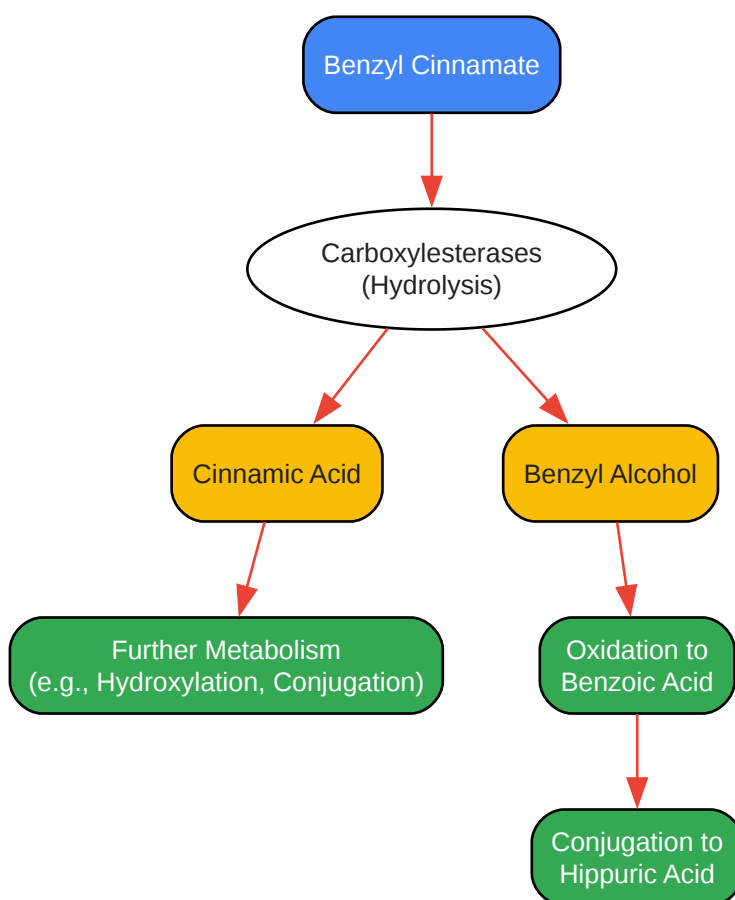 Benzyl Cinnamate
Carboxylesterases
(Hydrolysis)
Cinnamic Acid
Benzyl Alcohol
Further Metabolism
(e.g., Hydroxylation, Conjugation)
Oxidation to
Benzoic Acid
Conjugation to
Hippuric Acid